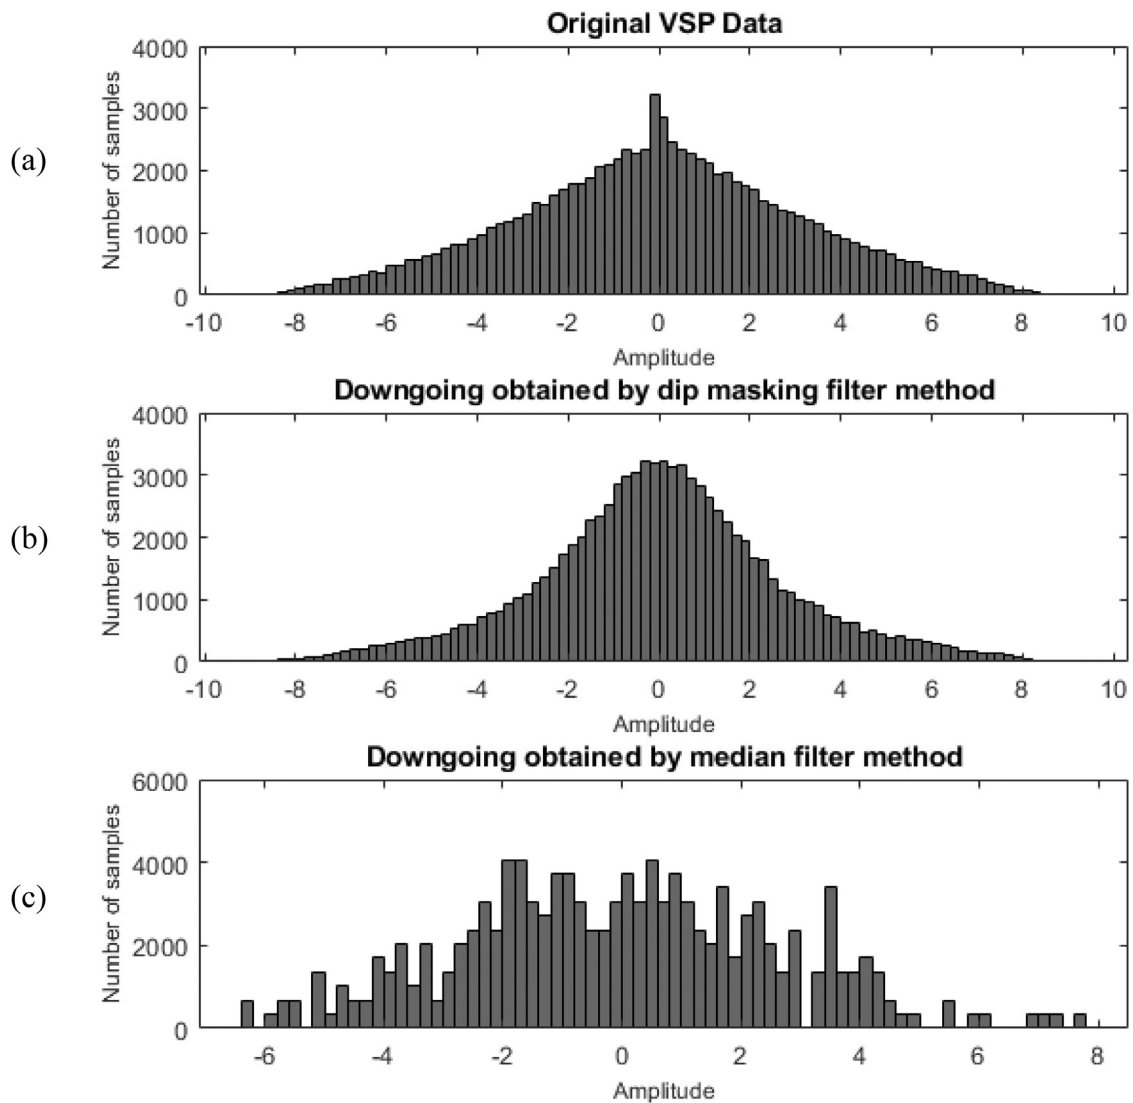 Original VSP Data
4000
3000
2000
1000
0
Number of samples
(a)
-10 -8 -6 -4 -2 0 2 4 6 8 10
Amplitude
Downgoing obtained by dip masking filter method
4000
3000
2000
1000
0
Number of samples
(b)
-10 -8 -6 -4 -2 0 2 4 6 8 10
Amplitude
Downgoing obtained by median filter method
6000
4000
2000
0
Number of samples
(c)
-6 -4 -2 0 2 4 6 8
Amplitude